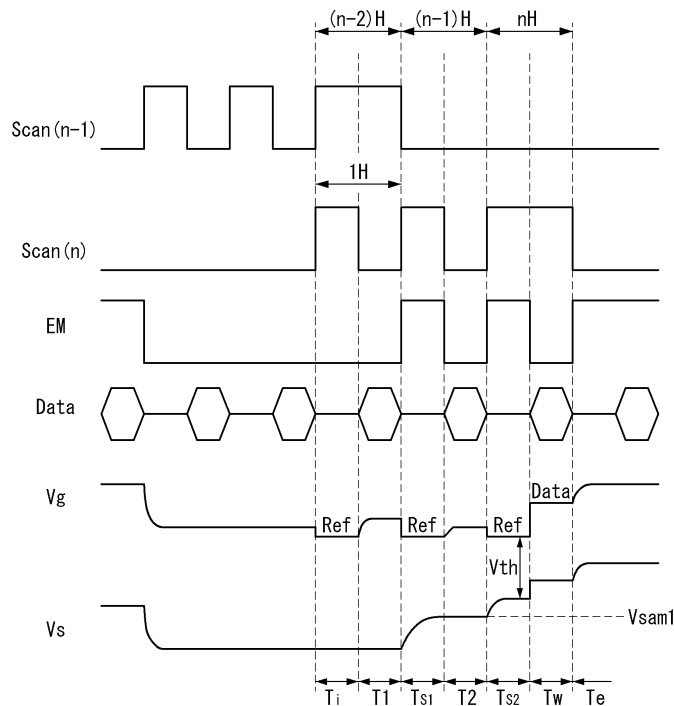 (n-2)H (n-1)H nH
Scan(n-1)
1H
Scan(n)
EM
Data
Vg
Ref Ref Ref Data
Vth
Vs
Vsam1
Ti T1 TS1 T2 TS2 Tw Te